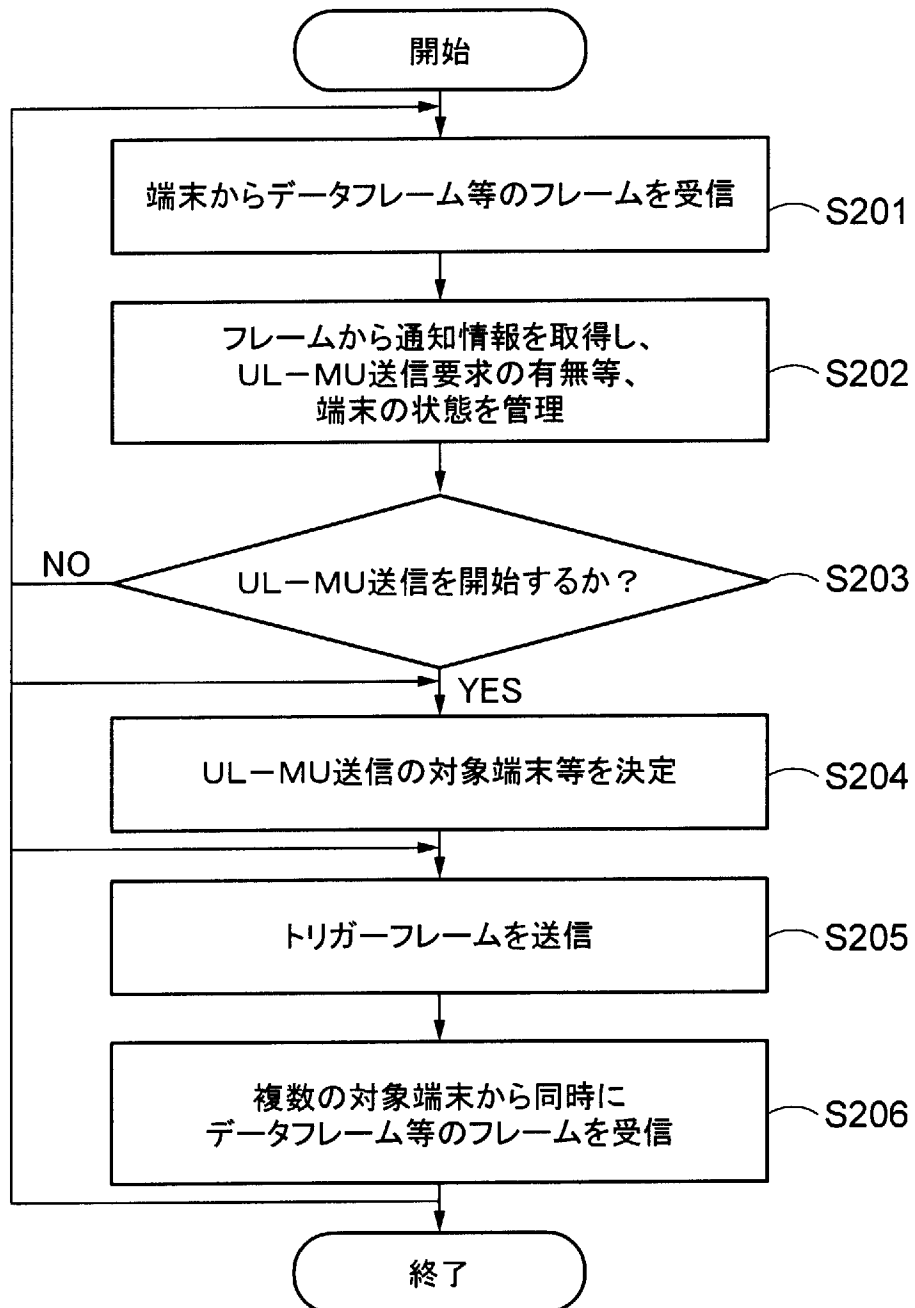 開始
端末からデータフレーム等のフレームを受信
S201
フレームから通知情報を取得し、
UL-MU送信要求の有無等、
端末の状態を管理
S202
NO
UL-MU送信を開始するか?
S203
YES
UL-MU送信の対象端末等を決定
S204
トリガーフレームを送信
S205
複数の対象端末から同時に
データフレーム等のフレームを受信
S206
終了